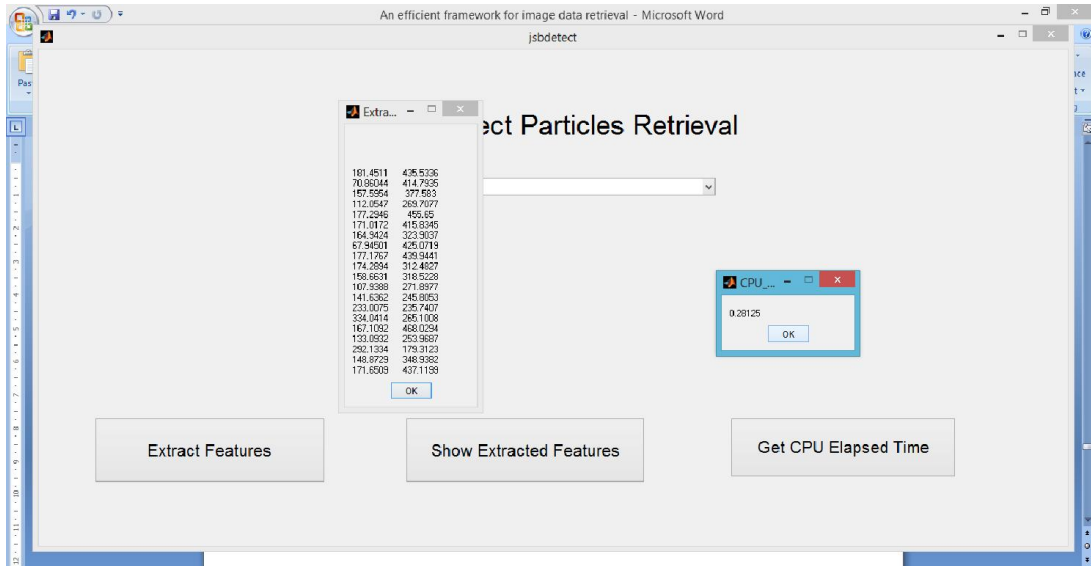 An efficient framework for image data retrieval - Microsoft Word
jsbdetect
Pas
Extra...
ect Particles Retrieval
181.4511 435.5336
70.86044 414.7935
157.5954 377.583
112.0547 269.7077
177.2946 455.65
171.0172 415.8345
164.9424 323.9037
67.94501 425.0719
177.1767 439.9441
174.2894 312.4827
158.6631 318.5228
107.9388 271.8977
141.6362 245.8053
233.0075 235.7407
334.0414 265.1008
167.1092 468.0294
133.0932 253.9687
292.1334 179.3123
148.8729 348.9382
171.6509 437.1199
OK
CPU_...
0.28125
OK
Extract Features
Show Extracted Features
Get CPU Elapsed Time